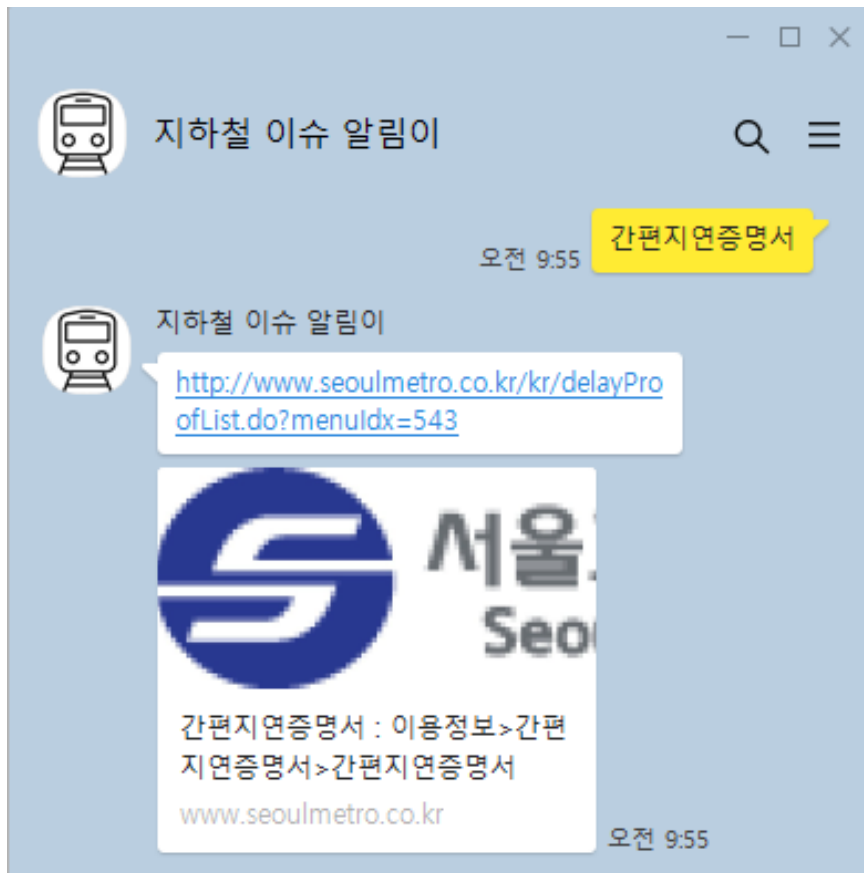 지하철 이슈 알림이
간편지연증명서
오전 9:55
지하철 이슈 알림이
http://www.seoulmetro.co.kr/kr/delayPro
ofList.do?menuIdx=543
서울
Seo
간편지연증명서 : 이용정보>간편
지연증명서>간편지연증명서
www.seoulmetro.co.kr
오전 9:55